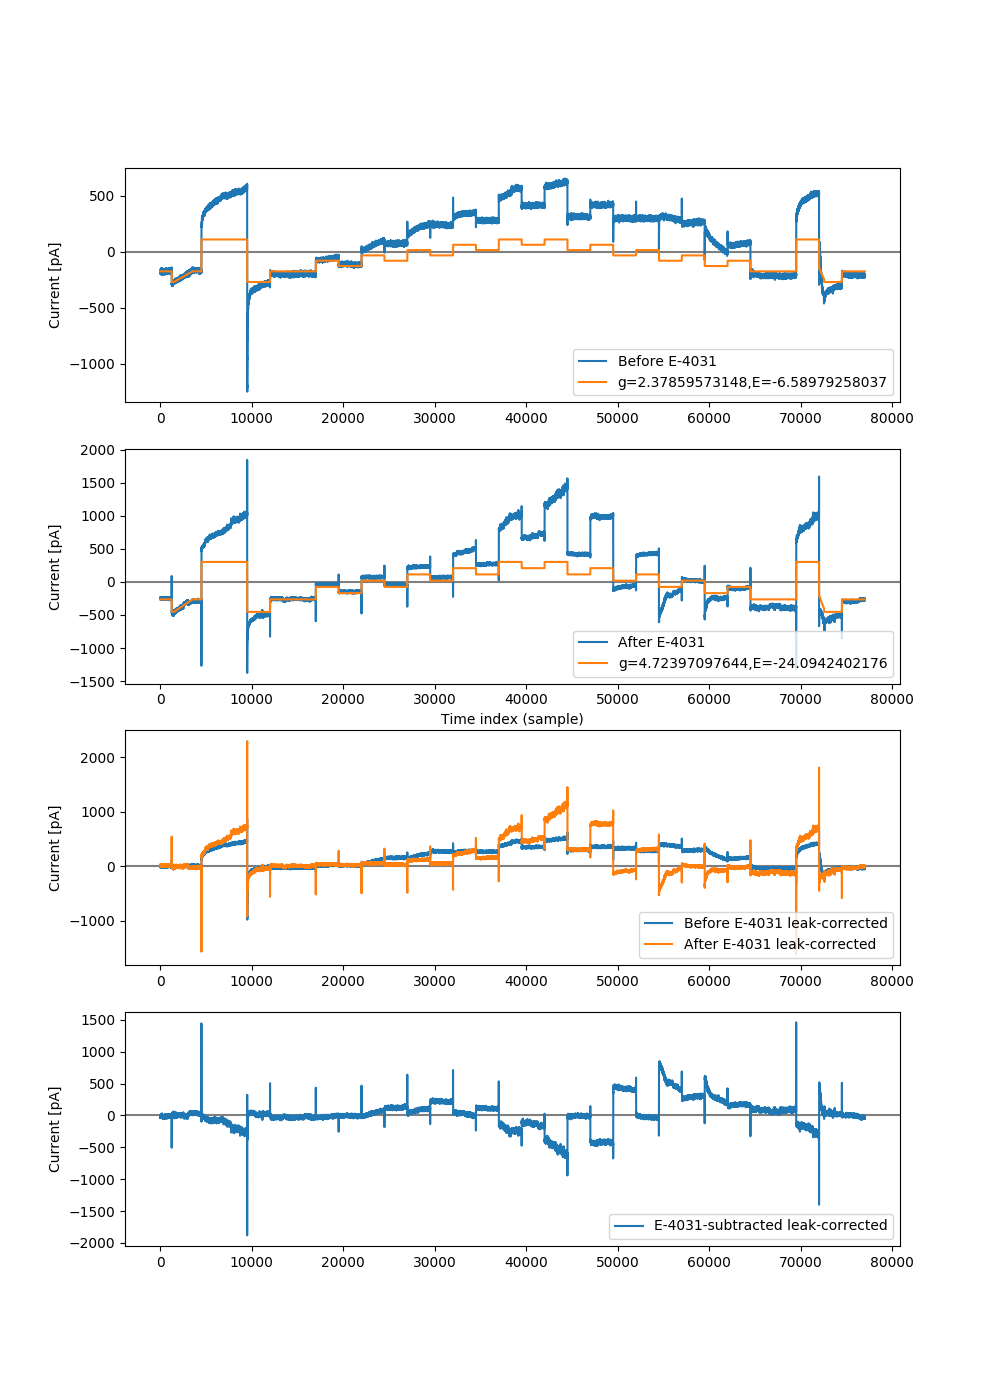 500
0
−500
−1000
Current [pA]
Before E-4031
g=2.37859573148,E=-6.58979258037
0 10000 20000 30000 40000 50000 60000 70000 80000
2000
1500
1000
500
0
−500
−1000
−1500
Current [pA]
After E-4031
g=4.72397097644,E=-24.0942402176
0 10000 20000 30000 40000 50000 60000 70000 80000
Time index (sample)
2000
1000
0
−1000
Current [pA]
Before E-4031 leak-corrected
After E-4031 leak-corrected
0 10000 20000 30000 40000 50000 60000 70000 80000
1500
1000
500
0
−500
−1000
−1500
−2000
Current [pA]
E-4031-subtracted leak-corrected
0 10000 20000 30000 40000 50000 60000 70000 80000